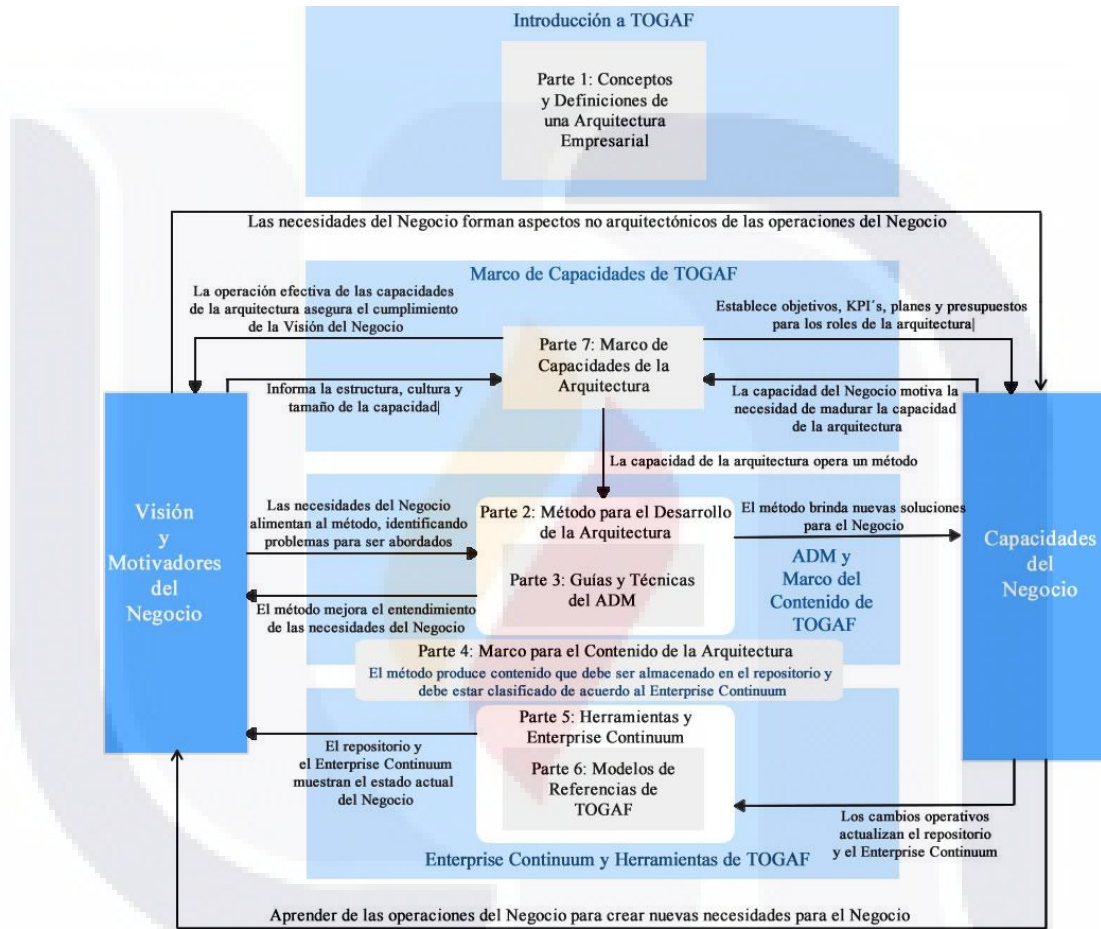 Introducción a TOGAF
Parte 1: Conceptos
y Definiciones de
una Arquitectura
Empresarial
Las necesidades del Negocio forman aspectos no arquitectónicos de las operaciones del Negocio
Marco de Capacidades de TOGAF
La operación efectiva de las capacidades
de la arquitectura asegura el cumplimiento
de la Visión del Negocio
Establece objetivos, KPI´s, planes y presupuestos
para los roles de la arquitectura|
Parte 7: Marco de
Capacidades de la
Arquitectura
Informa la estructura, cultura y
tamaño de la capacidad|
La capacidad del Negocio motiva la
necesidad de madurar la capacidad
de la arquitectura
La capacidad de la arquitectura opera un método
Visión
y
Motivadores
del
Negocio
Las necesidades del Negocio
alimentan al método, identificando
problemas para ser abordados
Parte 2: Método para el Desarrollo
de la Arquitectura
El método brinda nuevas soluciones
para el Negocio
Capacidades
del
Negocio
Parte 3: Guías y Técnicas
del ADM
ADM y
Marco del
Contenido de
TOGAF
El método mejora el entendimiento
de las necesidades del Negocio
Parte 4: Marco para el Contenido de la Arquitectura
El método produce contenido que debe ser almacenado en el repositorio y
debe estar clasificado de acuerdo al Enterprise Continuum
Parte 5: Herramientas y
Enterprise Continuum
El repositorio y
el Enterprise Continuum
muestran el estado actual
del Negocio
Parte 6: Modelos de
Referencias de
TOGAF
Los cambios operativos
actualizan el repositorio
y el Enterprise Continuum
Enterprise Continuum y Herramientas de TOGAF
Aprender de las operaciones del Negocio para crear nuevas necesidades para el Negocio